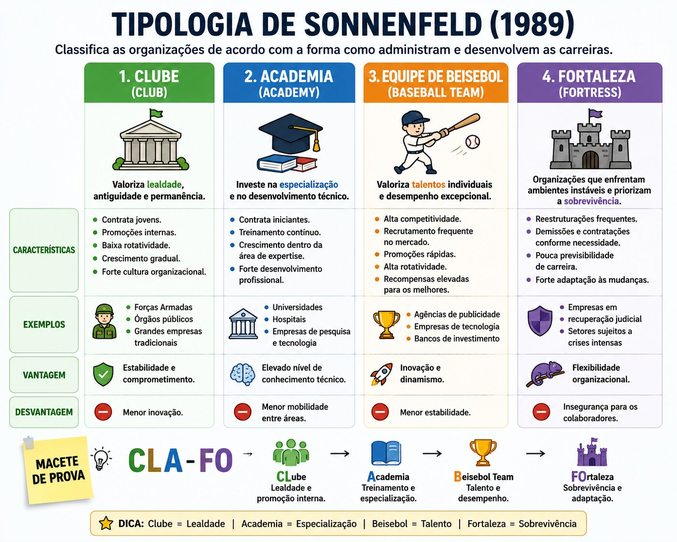 TIPOLOGIA DE SONNENFELD (1989)
Classifica as organizações de acordo com a forma como administram e desenvolvem as carreiras.
1. CLUBE
(CLUB)
2. ACADEMIA
(ACADEMY)
3. EQUIPE DE BEISEBOL
(BASEBALL TEAM)
4. FORTALEZA
(FORTRESS)
Valoriza lealdade,
antiguidade e permanência.
Investe na especialização
e no desenvolvimento técnico.
Valoriza talentos individuais
e desempenho excepcional.
Organizações que enfrentam
ambientes instáveis e priorizam
a sobrevivência.
CARACTERÍSTICAS
• Contrata jovens.
• Promoções internas.
• Baixa rotatividade.
• Crescimento gradual.
• Forte cultura organizacional.
• Contrata iniciantes.
• Treinamento contínuo.
• Crescimento dentro da
área de expertise.
• Forte desenvolvimento
profissional.
• Alta competitividade.
• Recrutamento frequente
no mercado.
• Promoções rápidas.
• Alta rotatividade.
• Recompensas elevadas
para os melhores.
• Reestruturações frequentes.
• Demissões e contratações
conforme necessidade.
• Pouca previsibilidade
de carreira.
• Forte adaptação às mudanças.
EXEMPLOS
• Forças Armadas
• Órgãos públicos
• Grandes empresas
tradicionais
• Universidades
• Hospitais
• Empresas de pesquisa
e tecnologia
• Agências de publicidade
• Empresas de tecnologia
• Bancos de investimento
• Empresas em
• recuperação judicial
• Setores sujeitos a
crises intensas
VANTAGEM
Estabilidade e
comprometimento.
Elevado nível de
conhecimento técnico.
Inovação e
dinamismo.
Flexibilidade
organizacional.
DESVANTAGEM
Menor inovação.
Menor mobilidade
entre áreas.
Menor estabilidade.
Insegurança para os
colaboradores.
MACETE
DE PROVA
CLA-FO
CLube
Lealdade e
promoção interna.
Academia
Treinamento e
especialização.
Beisebol Team
Talento e
desempenho.
FOrtaleza
Sobrevivência e
adaptação.
DICA: Clube = Lealdade | Academia = Especialização | Beisebol = Talento | Fortaleza = Sobrevivência